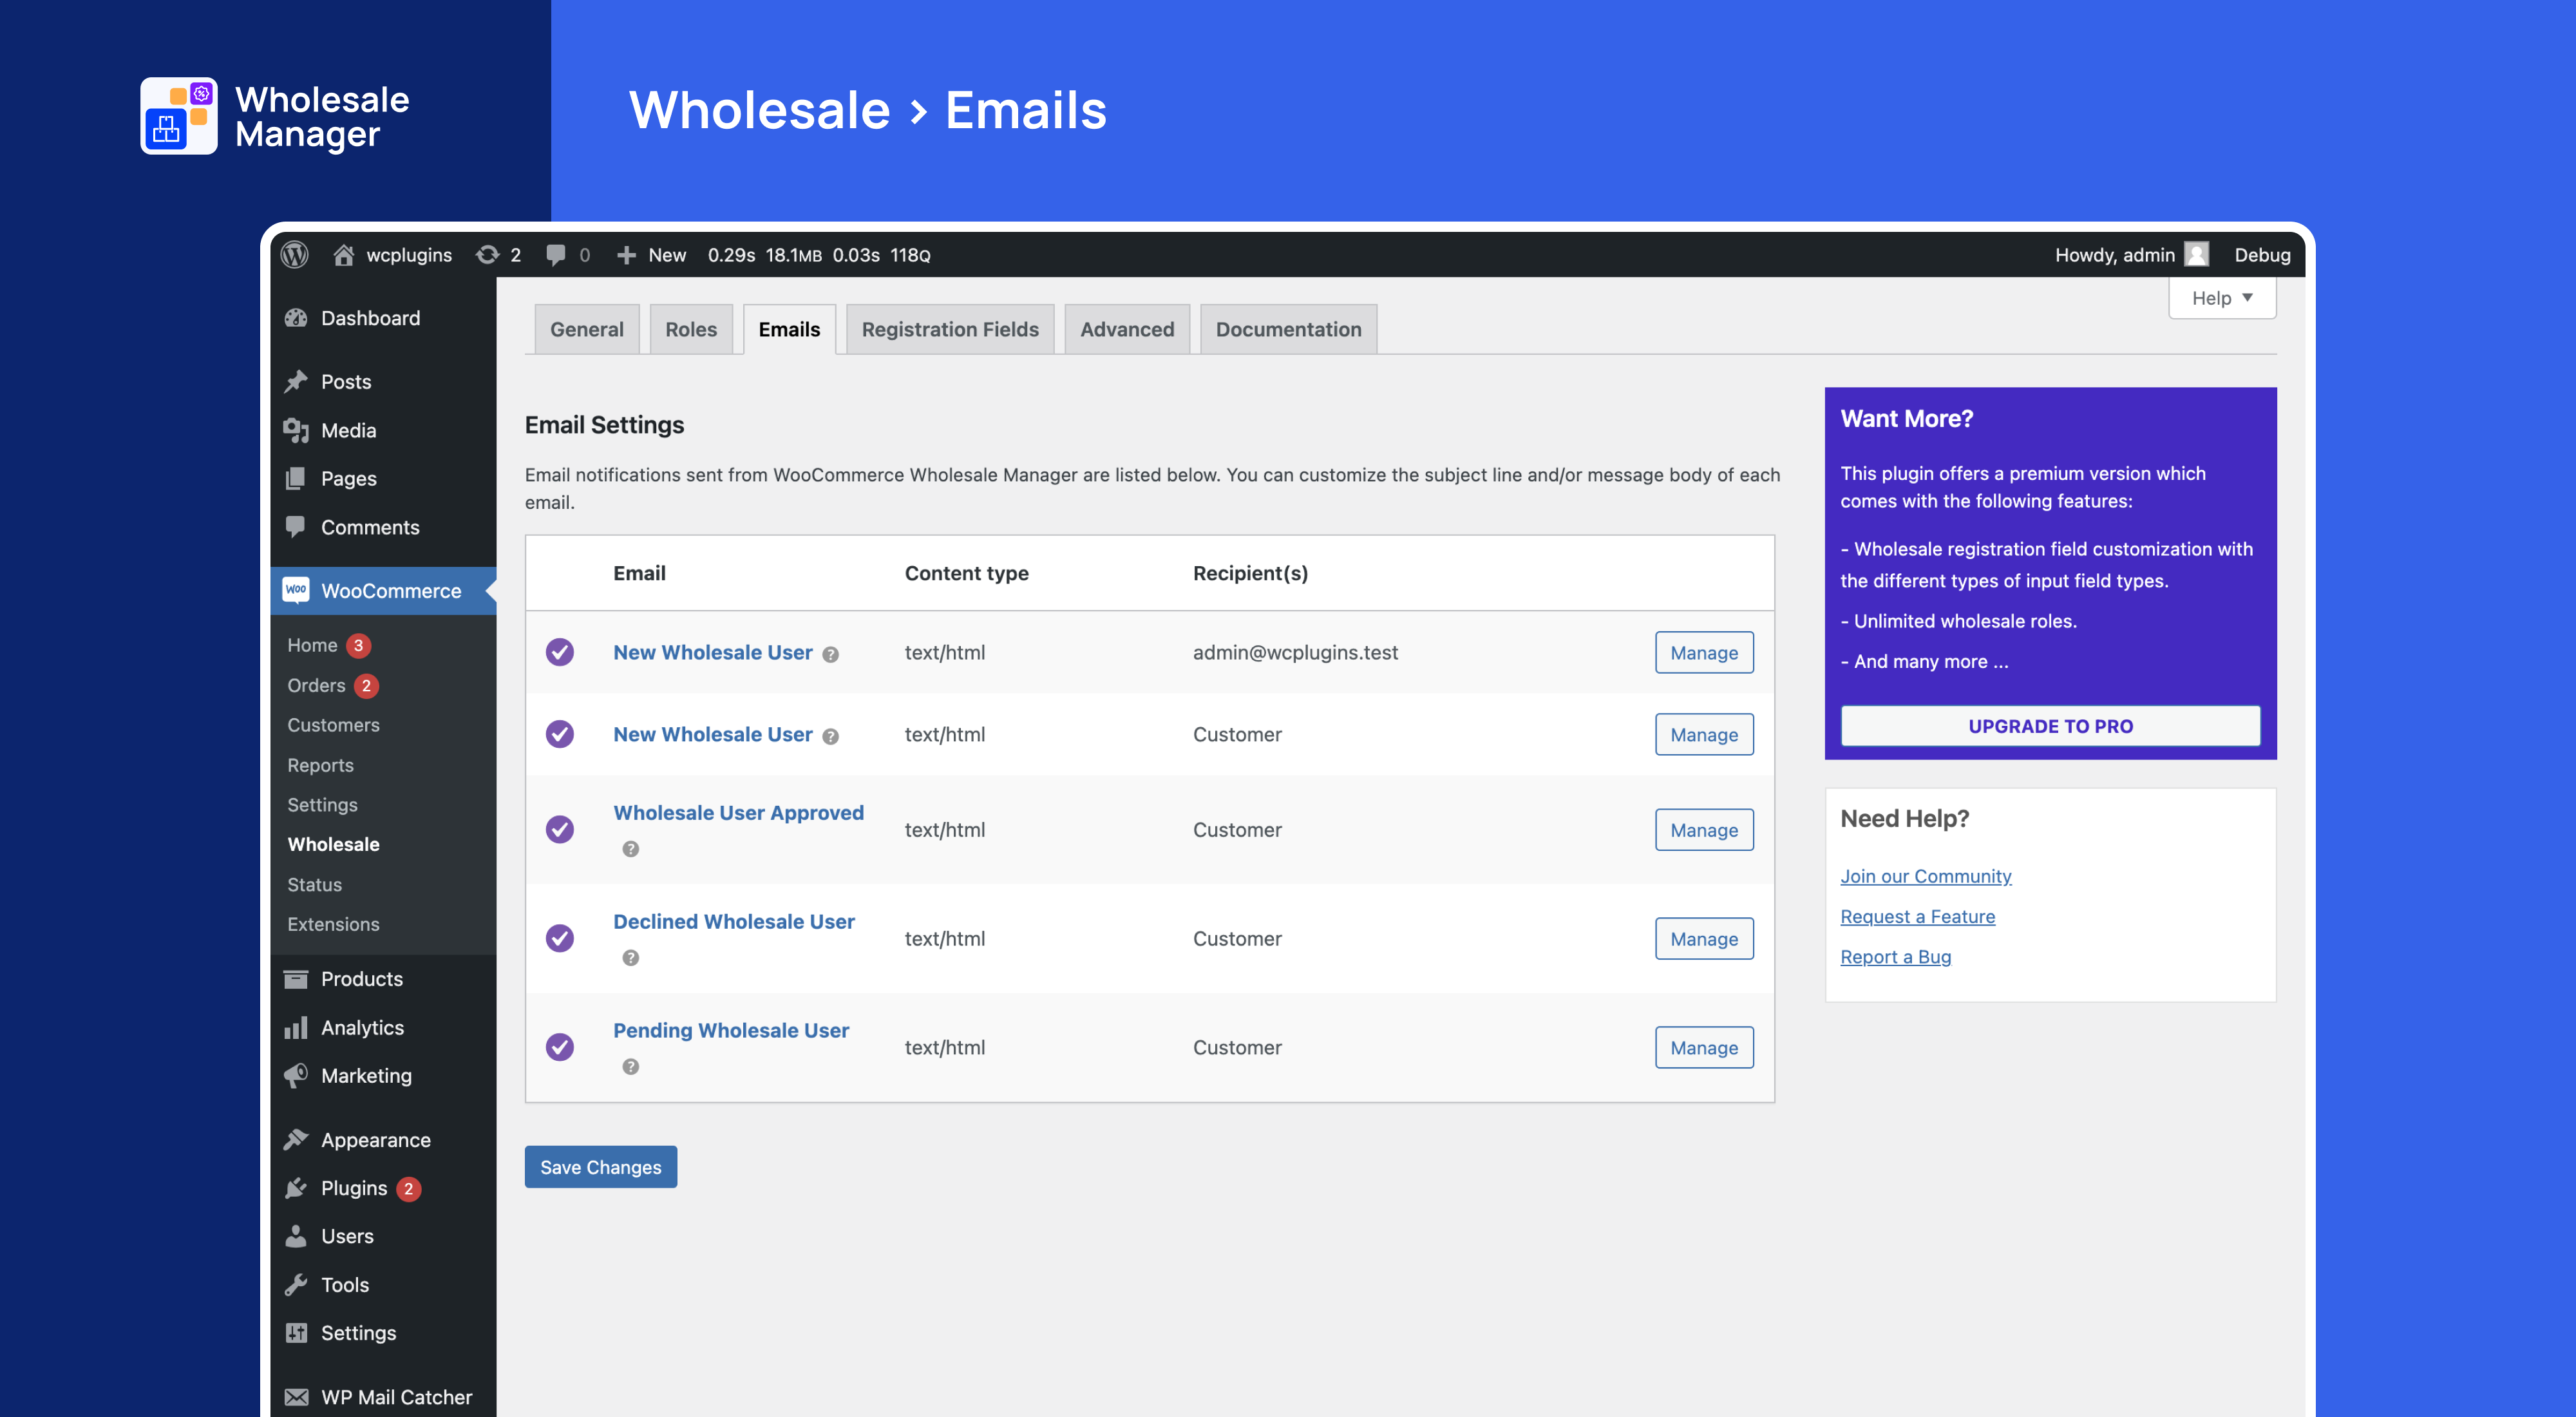 Wholesale
Manager
Wholesale > Emails
wcplugins 2 0 New 0.29s 18.1MB 0.03s 118Q Howdy, admin Debug
Help ▼
Dashboard
Posts
Media
Pages
Comments
Woo WooCommerce
Home 3
Orders 2
Customers
Reports
Settings
Wholesale
Status
Extensions
Products
Analytics
Marketing
Appearance
Plugins 2
Users
Tools
Settings
WP Mail Catcher
General Roles Emails Registration Fields Advanced Documentation
Email Settings
Email notifications sent from WooCommerce Wholesale Manager are listed below. You can customize the subject line and/or message body of each
email.
Email Content type Recipient(s)
New Wholesale User ? text/html admin@wcplugins.test Manage
New Wholesale User ? text/html Customer Manage
Wholesale User Approved ? text/html Customer Manage
Declined Wholesale User ? text/html Customer Manage
Pending Wholesale User ? text/html Customer Manage
Save Changes
Want More?
This plugin offers a premium version which
comes with the following features:
- Wholesale registration field customization with
the different types of input field types.
- Unlimited wholesale roles.
- And many more ...
UPGRADE TO PRO
Need Help?
Join our Community
Request a Feature
Report a Bug